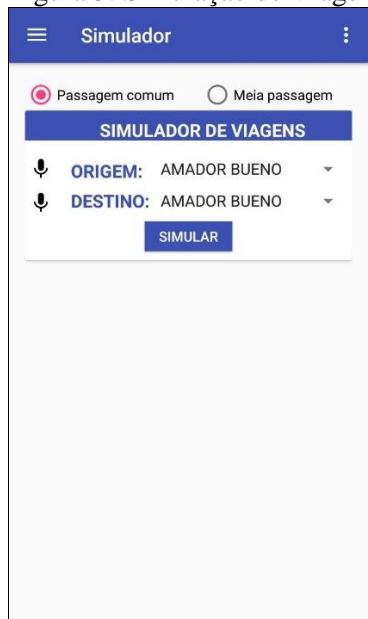 Simulador
Passagem comum Meia passagem
SIMULADOR DE VIAGENS
ORIGEM: AMADOR BUENO
DESTINO: AMADOR BUENO
SIMULAR